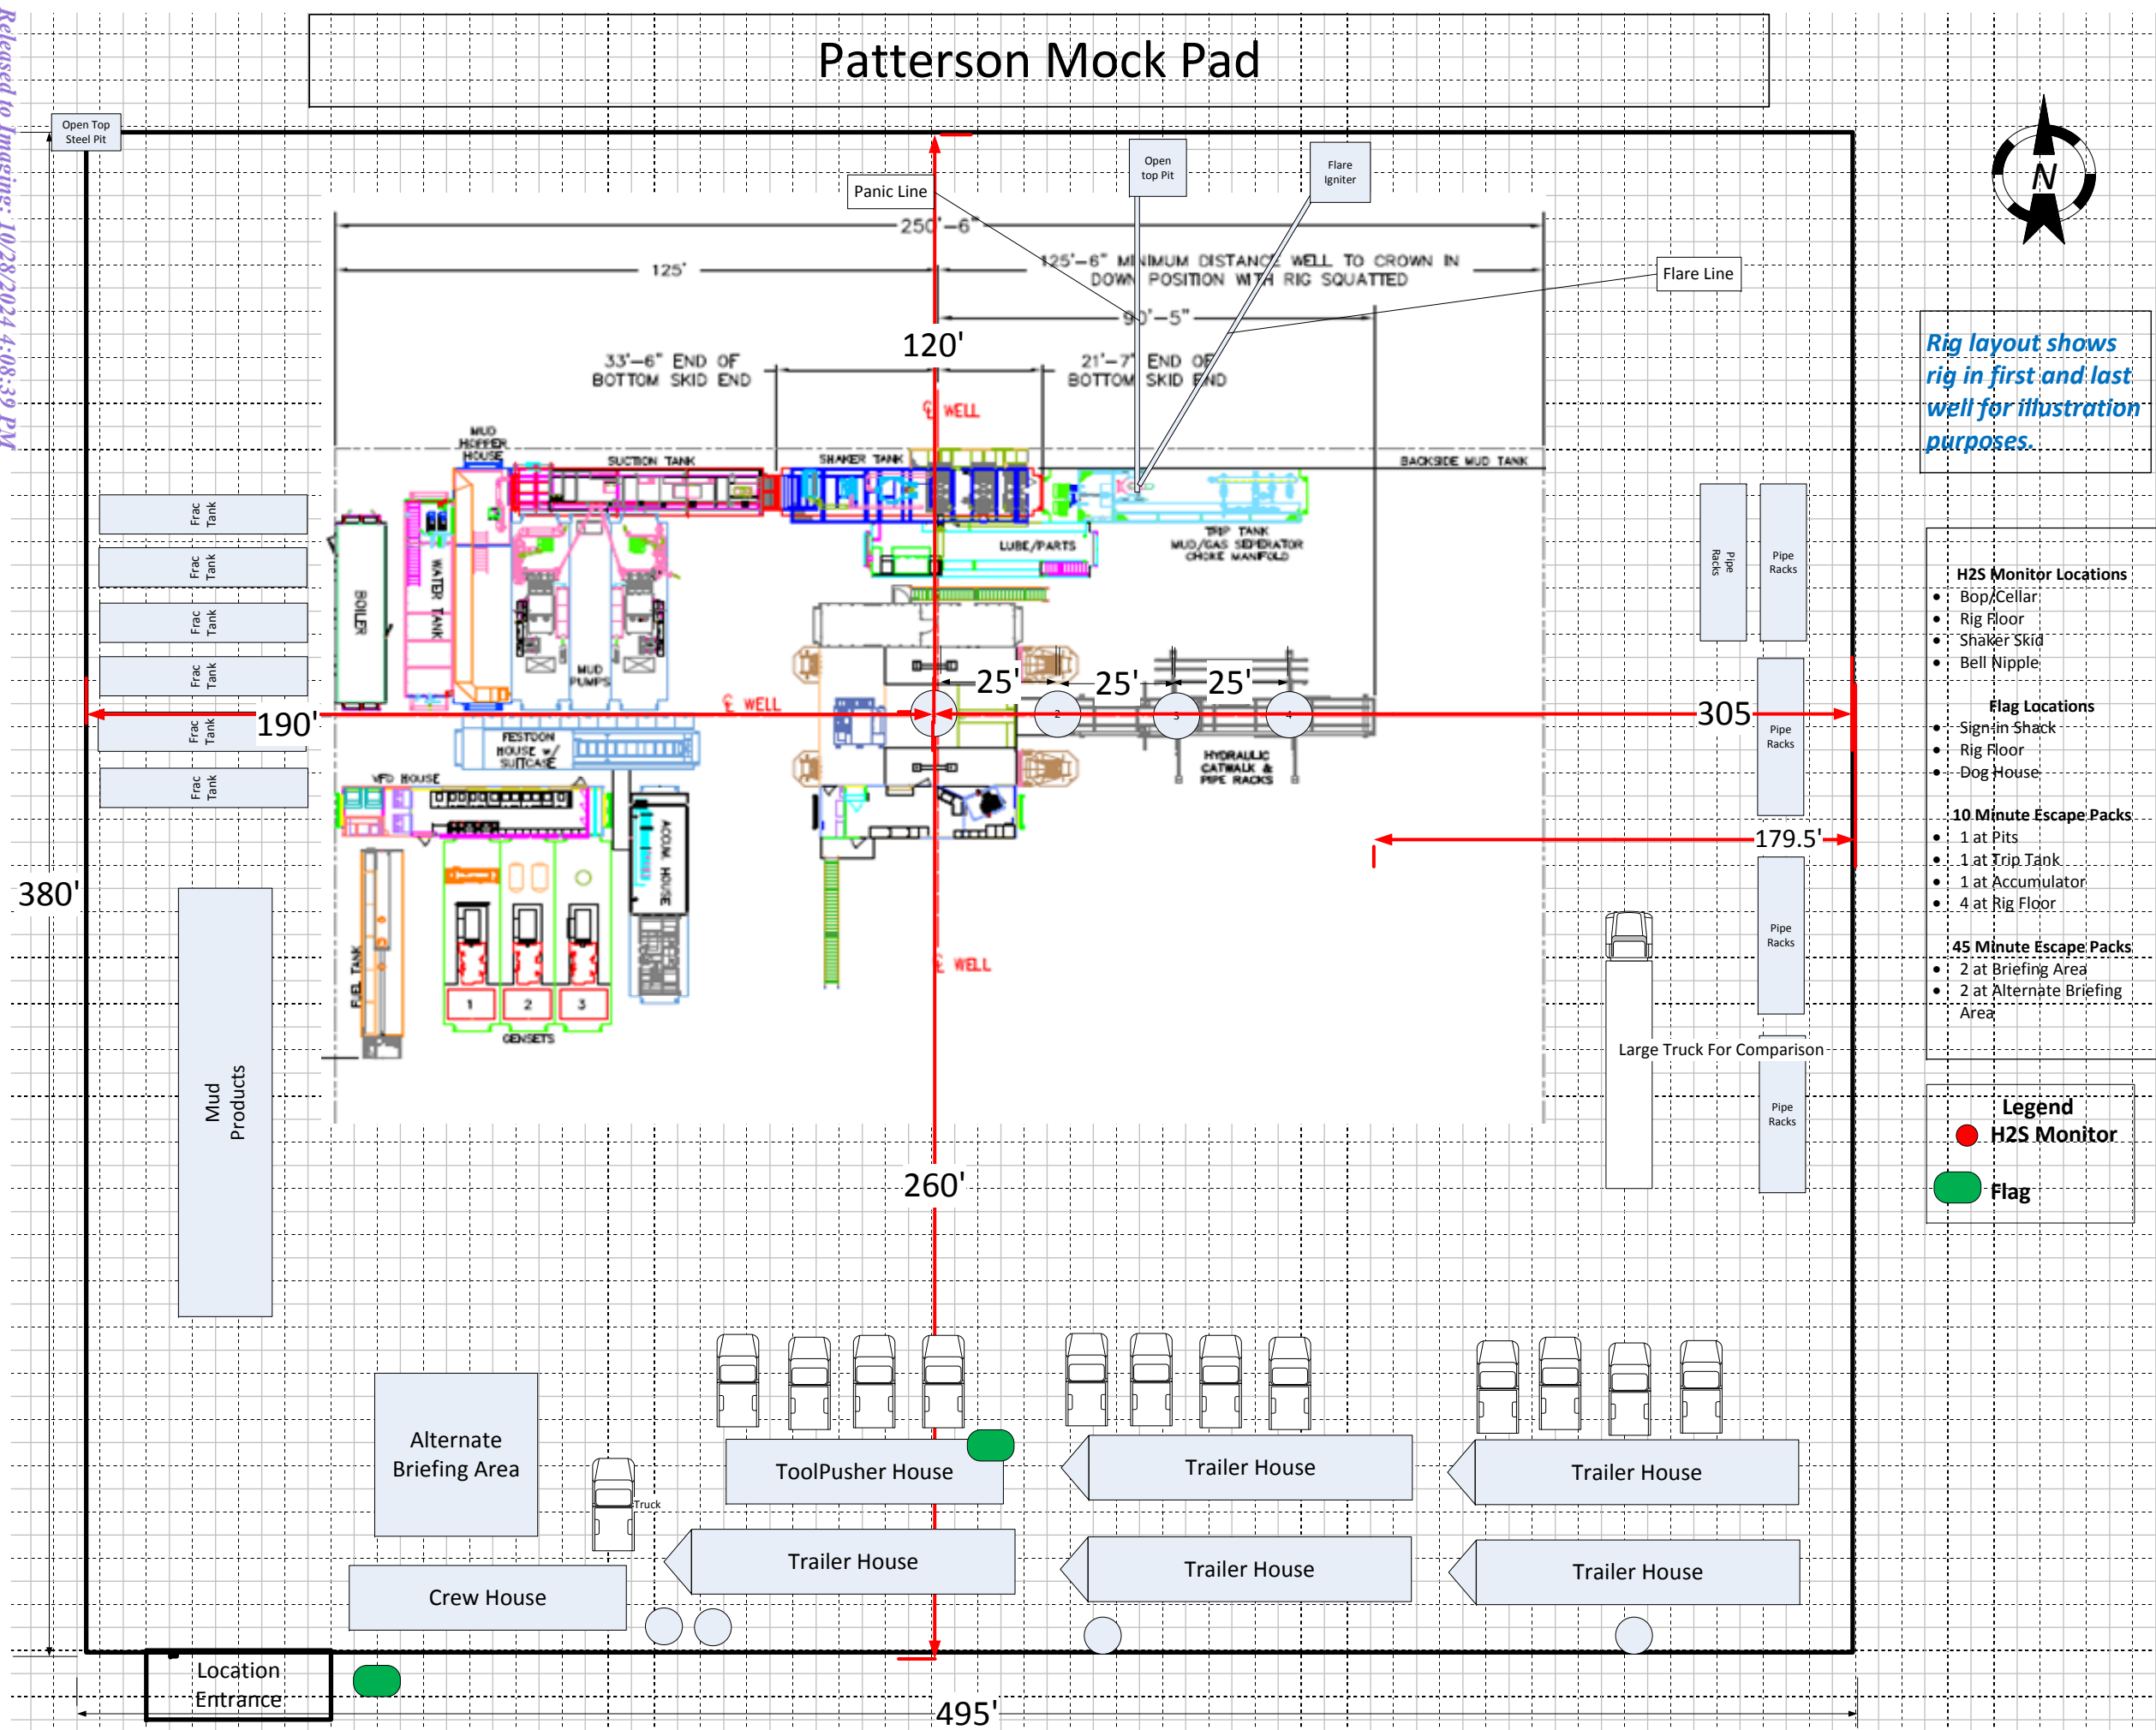 Released to Imaging: 10/28/2024 4:08:39 PM
Patterson Mock Pad
Open Top
Steel Pit
Panic Line
Open
top Pit
Flare
Igniter
N
250'-6"
125'
125'-6" MINIMUM DISTANCE WELL TO CROWN IN
DOWN POSITION WITH RIG SQUATTED
Flare Line
90'-5"
120'
33'-6" END OF
BOTTOM SKID END
21'-7" END OF
BOTTOM SKID END
Rig layout shows
rig in first and last
well for illustration
purposes.
℄ WELL
MUD
HOPPER
HOUSE
SUCTION TANK
SHAKER TANK
BACKSIDE MUD TANK
Frac
Tank
Frac
Tank
Frac
Tank
Frac
Tank
Frac
Tank
Frac
Tank
BOILER
WATER TANK
MUD
PUMPS
LUBE/PARTS
TRIP TANK
MUD/GAS SEPERATOR
CHOKE MANIFOLD
Pipe
Racks
Pipe
Racks
Pipe
Racks
Pipe
Racks
Pipe
Racks
H2S Monitor Locations
• Bop/Cellar
• Rig Floor
• Shaker Skid
• Bell Nipple
Flag Locations
• Sign-in Shack
• Rig Floor
• Dog House
10 Minute Escape Packs
• 1 at Pits
• 1 at Trip Tank
• 1 at Accumulator
• 4 at Rig Floor
45 Minute Escape Packs
• 2 at Briefing Area
• 2 at Alternate Briefing
Area
25'
25'
25'
190'
℄ WELL
2
3
4
305
FESTOON
HOUSE w/
SUITCASE
HYDRAULIC
CATWALK &
PIPE RACKS
VFD HOUSE
ACCUM. HOUSE
179.5'
380'
FUEL TANK
℄ WELL
1
2
3
GENSETS
Large Truck For Comparison
Mud
Products
Legend
H2S Monitor
Flag
260'
Alternate
Briefing Area
Truck
ToolPusher House
Trailer House
Trailer House
Trailer House
Trailer House
Trailer House
Crew House
Location
Entrance
495'